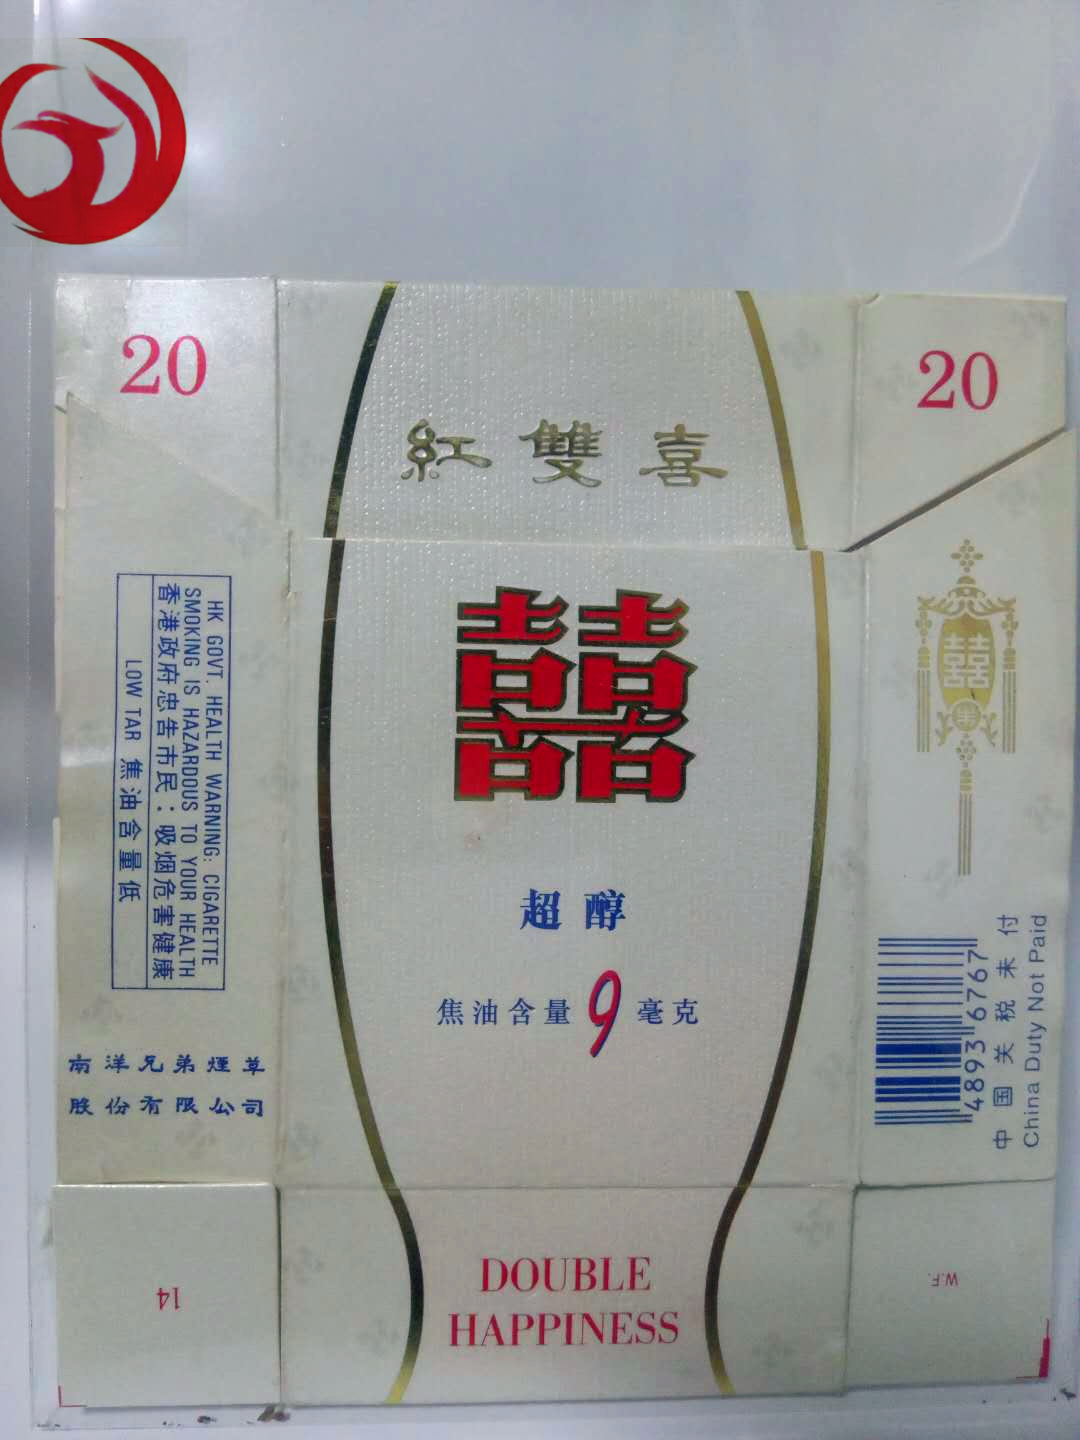 20
20
紅雙喜
囍
囍
HK GOVT. HEALTH WARNING: CIGARETTE
SMOKING IS HAZARDOUS TO YOUR HEALTH
香港政府忠告市民：吸烟危害健康
LOW TAR 焦油含量低
超醇
焦油含量9毫克
南洋兄弟煙草
股份有限公司
4893 6767
中国关税未付
China Duty Not Paid
DOUBLE
HAPPINESS
14
W.F.